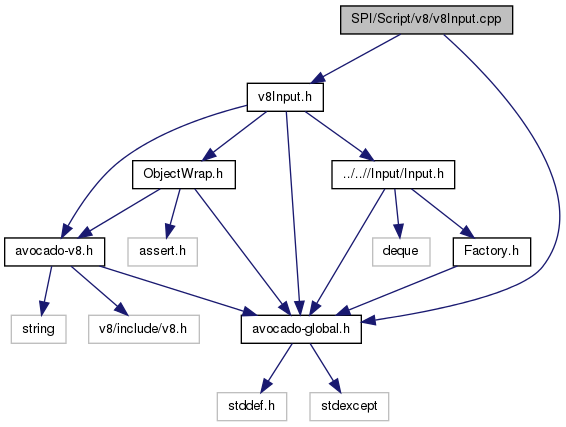 SPI/Script/v8/v8Input.cpp
v8Input.h
ObjectWrap.h
../..//Input/Input.h
avocado-v8.h
assert.h
deque
Factory.h
string
v8/include/v8.h
avocado-global.h
stddef.h
stdexcept